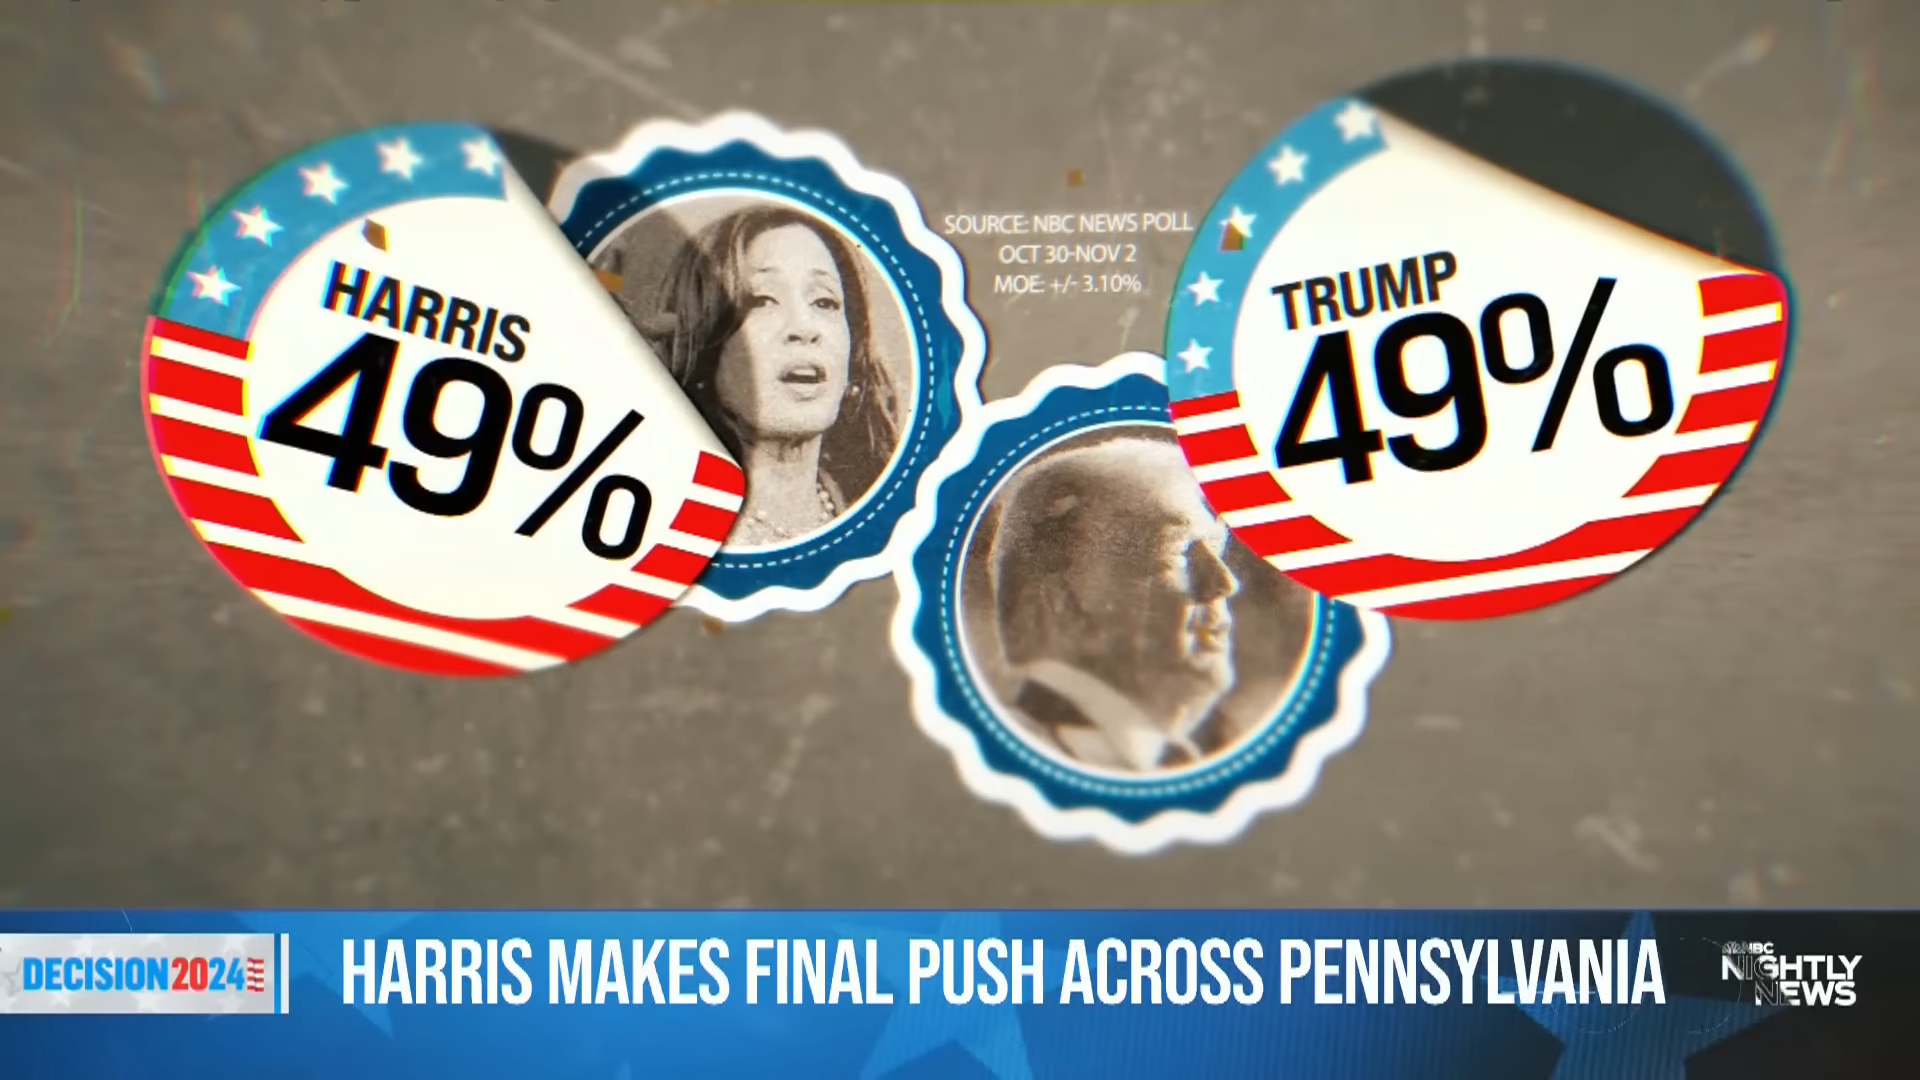 HARRIS
49%
SOURCE: NBC NEWS POLL
OCT 30-NOV 2
MOE: +/- 3.10%
TRUMP
49%
DECISION 2024
HARRIS MAKES FINAL PUSH ACROSS PENNSYLVANIA
NBC
NIGHTLY
NEWS